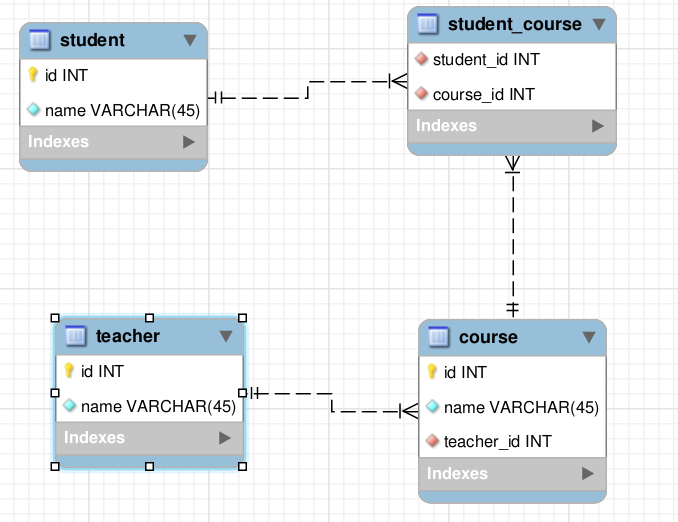 student
id INT
name VARCHAR(45)
Indexes
student_course
student_id INT
course_id INT
Indexes
teacher
id INT
name VARCHAR(45)
Indexes
course
id INT
name VARCHAR(45)
teacher_id INT
Indexes